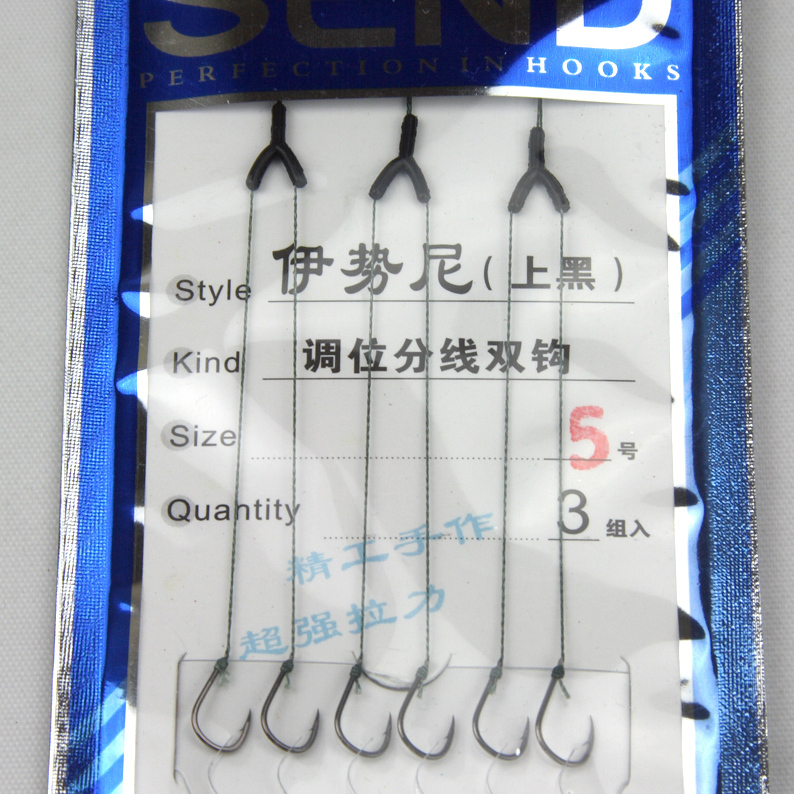 PERFECTION IN HOOKS
Style 伊势尼(上黑)
Kind 调位分线双钩
Size 5 号
Quantity 3 组入
精工手作
超强拉力